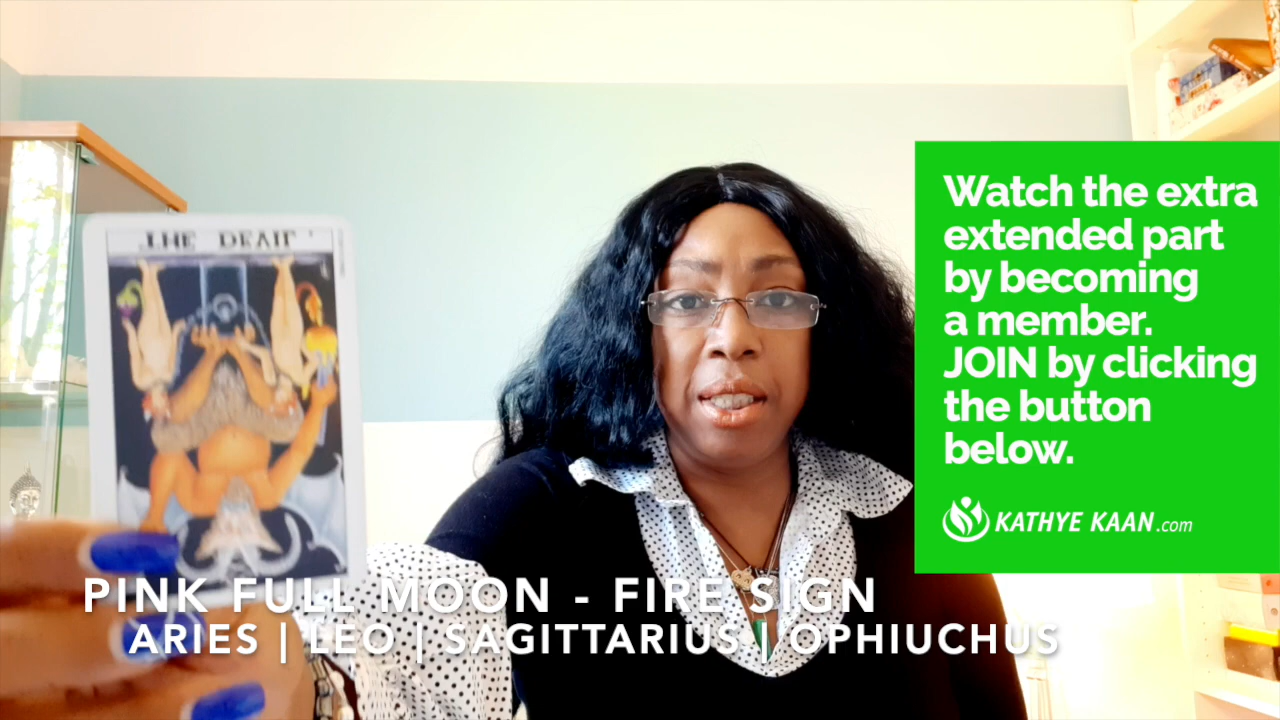 THE DEVIL.
Watch the extra
extended part
by becoming
a member.
JOIN by clicking
the button
below.
KATHYE KAAN.com
PINK FULL MOON - FIRE SIGN
ARIES | LEO | SAGITTARIUS | OPHIUCHUS